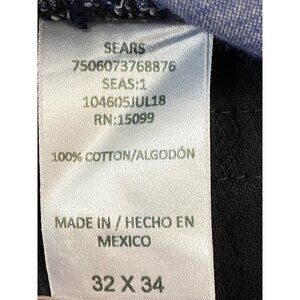 SEARS
7506073768876
SEAS:1
104605JUL18
RN:15099
100% COTTON/ALGODÓN
MADE IN / HECHO EN
MEXICO
32 X 34